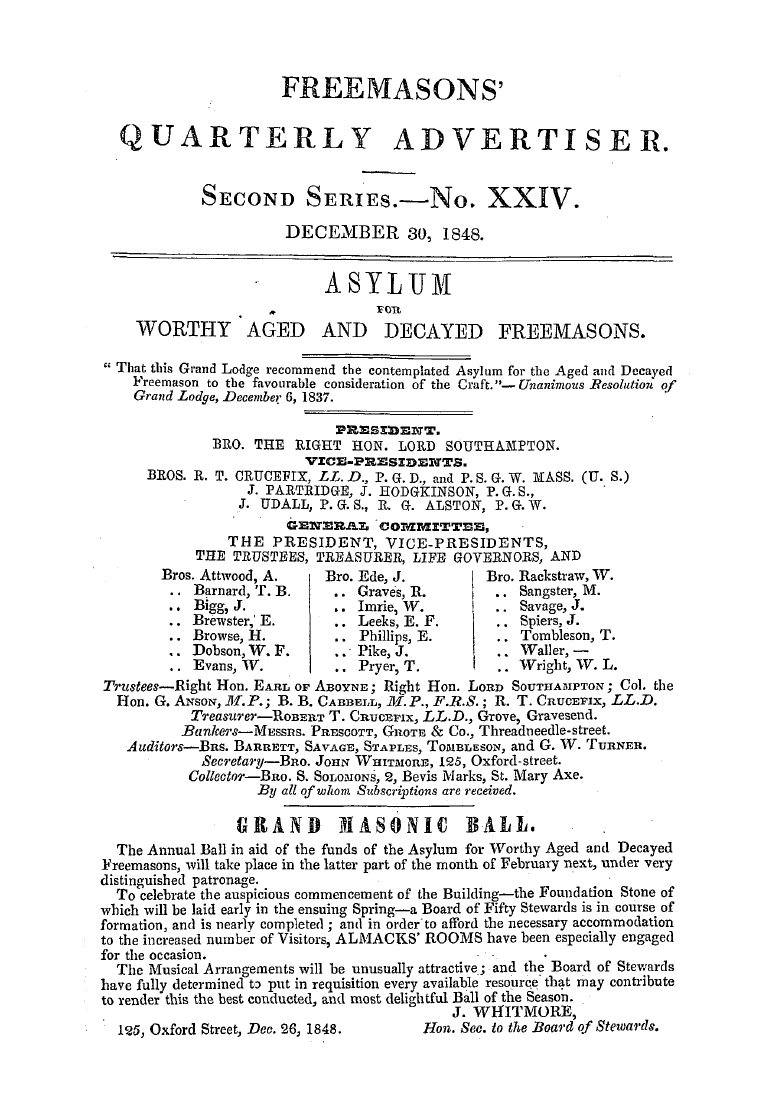 FREEMASONS'
QUARTERLY ADVERTISER.
SECOND SERIES.—No. XXIV.
DECEMBER 30, 1848.
ASYLUM
FOR
WORTHY AGED AND DECAYED FREEMASONS.
" That this Grand Lodge recommend the contemplated Asylum for the Aged and Decayed
Freemason to the favourable consideration of the Craft."—Unanimous Resolution of
Grand Lodge, December 6, 1837.
PRESIDENT.
BRO. THE RIGHT HON. LORD SOUTHAMPTON.
VICE-PRESIDENTS.
BROS. R. T. CRUCEFIX, LL.D., P. G. D., and P. S. G. W. MASS. (U. S.)
J. PARTRIDGE, J. HODGKINSON, P. G. S.,
J. UDALL, P. G. S., R. G. ALSTON, P. G. W.
GENERAL COMMITTEE,
THE PRESIDENT, VICE-PRESIDENTS,
THE TRUSTEES, TREASURER, LIFE GOVERNORS, AND
Bros. Attwood, A.
.. Barnard, T. B.
.. Bigg, J.
.. Brewster, E.
.. Browse, H.
.. Dobson, W. F.
.. Evans, W.
Bro. Ede, J.
.. Graves, R.
.. Imrie, W.
.. Leeks, E. F.
.. Phillips, E.
.. Pike, J.
.. Pryer, T.
Bro. Rackstraw, W.
.. Sangster, M.
.. Savage, J.
.. Spiers, J.
.. Tombleson, T.
.. Waller, —
.. Wright, W. L.
Trustees—Right Hon. EARL OF ABOYNE; Right Hon. LORD SOUTHAMPTON; Col. the
Hon. G. ANSON, M.P.; B. B. CABBELL, M.P., F.R.S.; R. T. CRUCEFIX, LL.D.
Treasurer—ROBERT T. CRUCEFIX, LL.D., Grove, Gravesend.
Bankers—MESSRS. PRESCOTT, GROTE & Co., Threadneedle-street.
Auditors—BRS. BARRETT, SAVAGE, STAPLES, TOMBLESON, and G. W. TURNER.
Secretary—BRO. JOHN WHITMORE, 125, Oxford-street.
Collector—BRO. S. SOLOMONS, 2, Bevis Marks, St. Mary Axe.
By all of whom Subscriptions are received.
GRAND MASONIC BALL.
The Annual Ball in aid of the funds of the Asylum for Worthy Aged and Decayed
Freemasons, will take place in the latter part of the month of February next, under very
distinguished patronage.
To celebrate the auspicious commencement of the Building—the Foundation Stone of
which will be laid early in the ensuing Spring—a Board of Fifty Stewards is in course of
formation, and is nearly completed; and in order to afford the necessary accommodation
to the increased number of Visitors, ALMACKS' ROOMS have been especially engaged
for the occasion.
The Musical Arrangements will be unusually attractive; and the Board of Stewards
have fully determined to put in requisition every available resource that may contribute
to render this the best conducted, and most delightful Ball of the Season.
J. WHITMORE,
125, Oxford Street, Dec. 26, 1848. Hon. Sec. to the Board of Stewards.